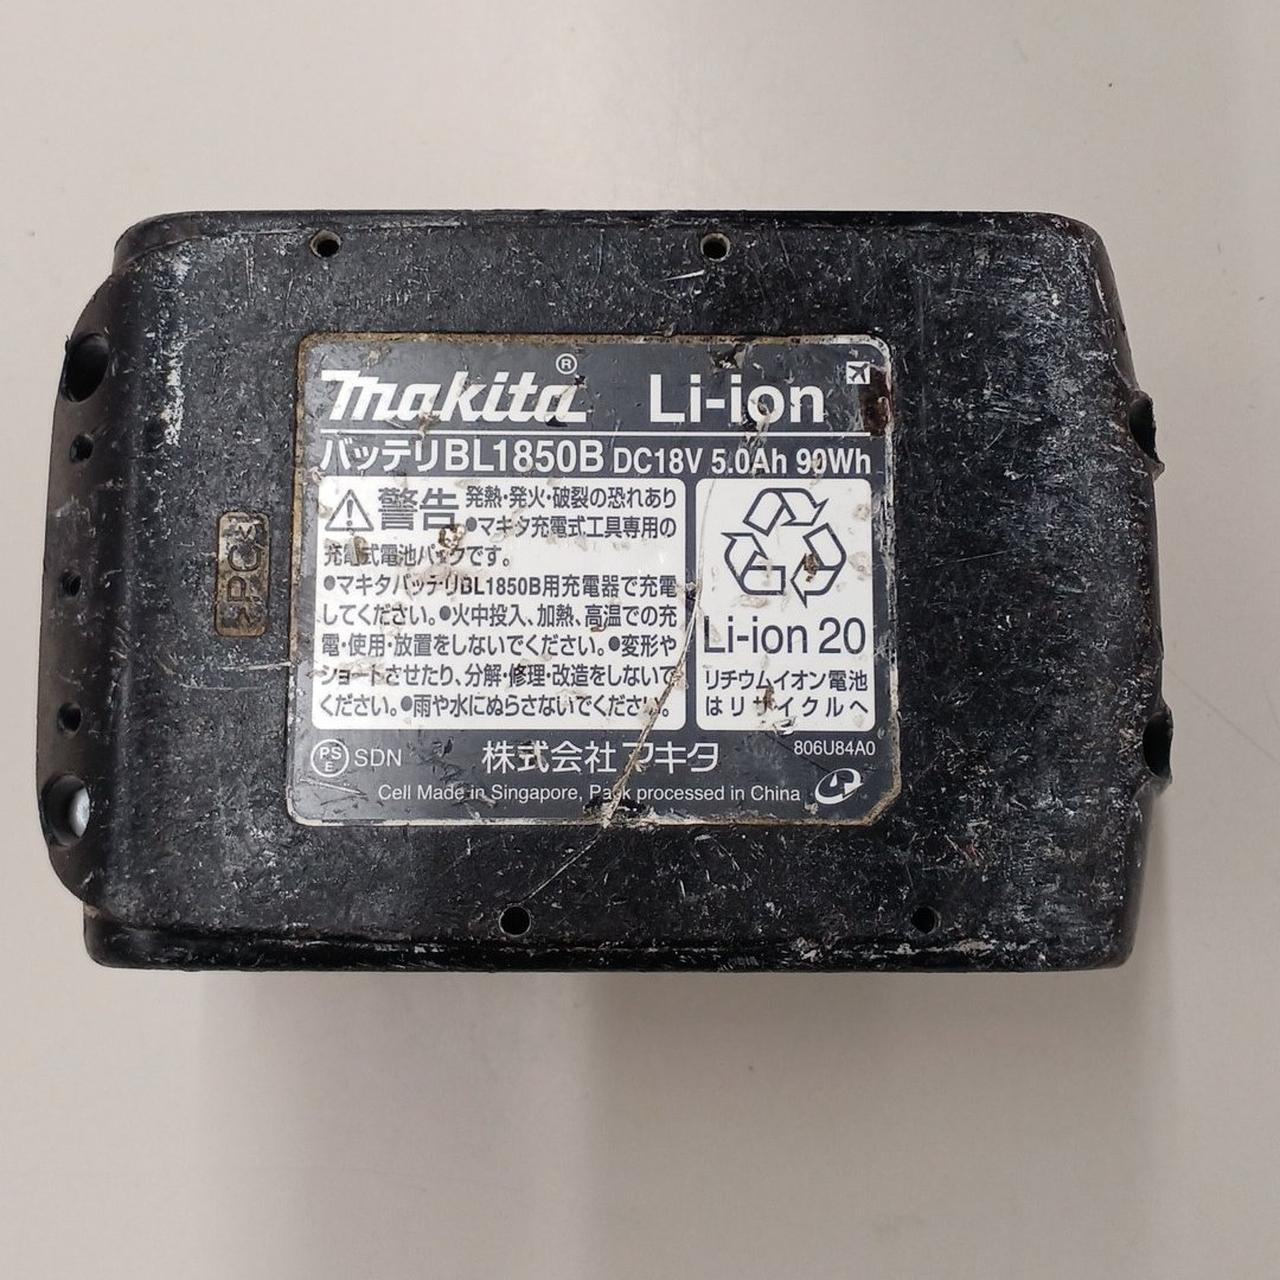 makita® Li-ion
バッテリBL1850B DC18V 5.0Ah 90Wh
警告 発熱・発火・破裂の恐れあり
●マキタ充電式工具専用の
充電式電池パックです。
●マキタバッテリBL1850B用充電器で充電
してください。●火中投入、加熱、高温での充
電・使用・放置をしないでください。●変形や
ショートさせたり、分解・修理・改造をしないで
ください。●雨や水にぬらさないでください。
Li-ion 20
リチウムイオン電池
はリサイクルへ
PSE SDN 株式会社マキタ 806U84A0
Cell Made in Singapore, Pack processed in China
>PC<